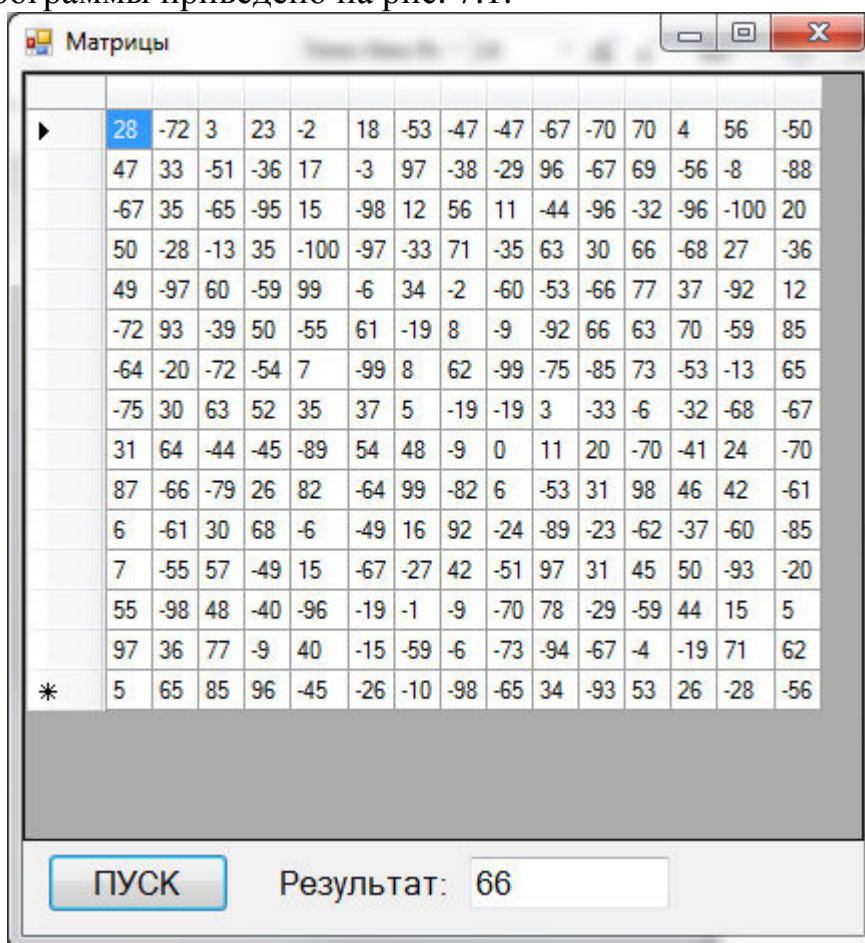 программы приведено на рис. 7.1.
Матрицы
28 -72 3 23 -2 18 -53 -47 -47 -67 -70 70 4 56 -50
47 33 -51 -36 17 -3 97 -38 -29 96 -67 69 -56 -8 -88
-67 35 -65 -95 15 -98 12 56 11 -44 -96 -32 -96 -100 20
50 -28 -13 35 -100 -97 -33 71 -35 63 30 66 -68 27 -36
49 -97 60 -59 99 -6 34 -2 -60 -53 -66 77 37 -92 12
-72 93 -39 50 -55 61 -19 8 -9 -92 66 63 70 -59 85
-64 -20 -72 -54 7 -99 8 62 -99 -75 -85 73 -53 -13 65
-75 30 63 52 35 37 5 -19 -19 3 -33 -6 -32 -68 -67
31 64 -44 -45 -89 54 48 -9 0 11 20 -70 -41 24 -70
87 -66 -79 26 82 -64 99 -82 6 -53 31 98 46 42 -61
6 -61 30 68 -6 -49 16 92 -24 -89 -23 -62 -37 -60 -85
7 -55 57 -49 15 -67 -27 42 -51 97 31 45 50 -93 -20
55 -98 48 -40 -96 -19 -1 -9 -70 78 -29 -59 44 15 5
97 36 77 -9 40 -15 -59 -6 -73 -94 -67 -4 -19 71 62
5 65 85 96 -45 -26 -10 -98 -65 34 -93 53 26 -28 -56
ПУСК Результат: 66